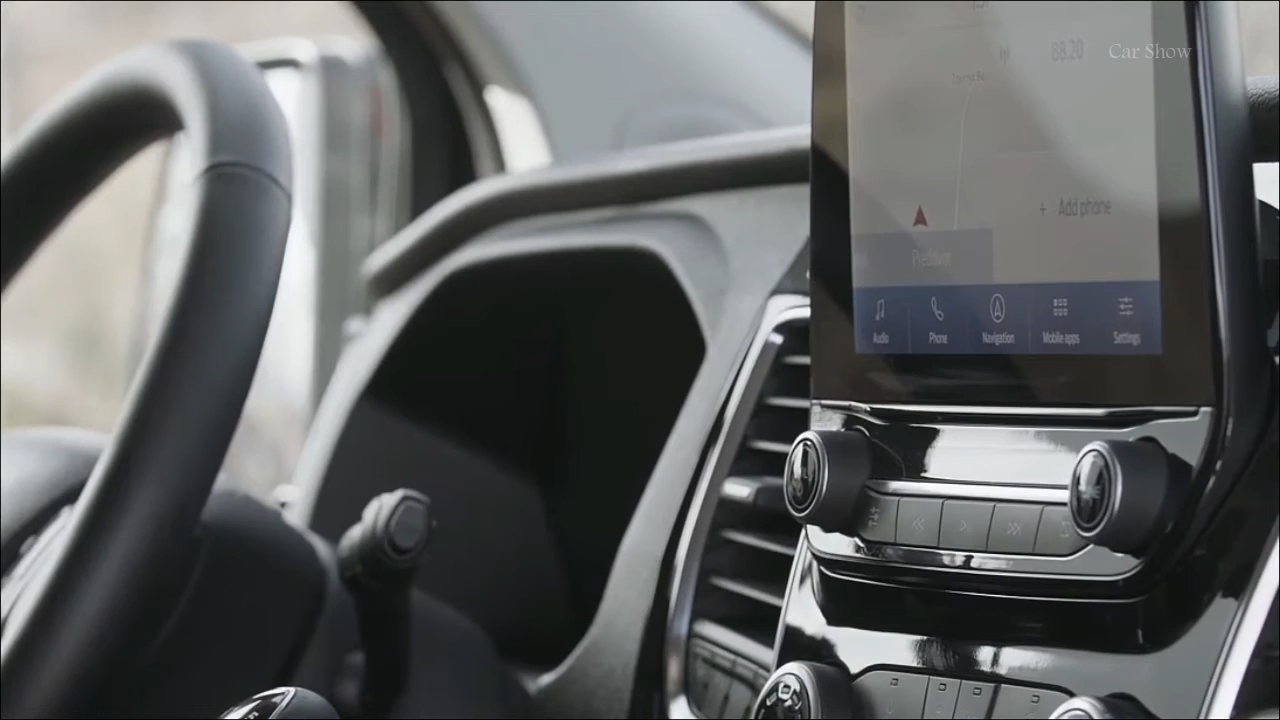 88.20
Car Show
+ Add phone
Audio
Phone
Navigation
Mobile apps
Settings